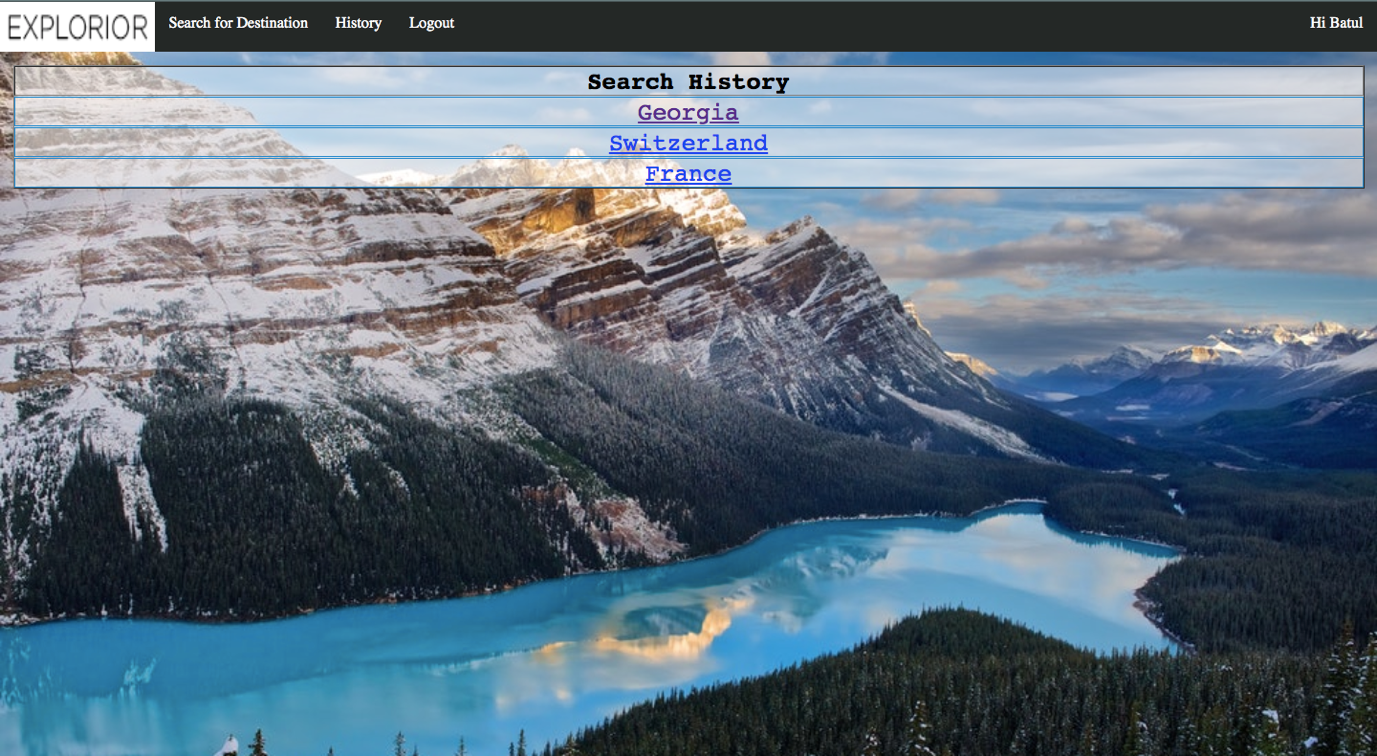 EXPLORIOR Search for Destination History Logout Hi Batul
Search History
Georgia
Switzerland
France